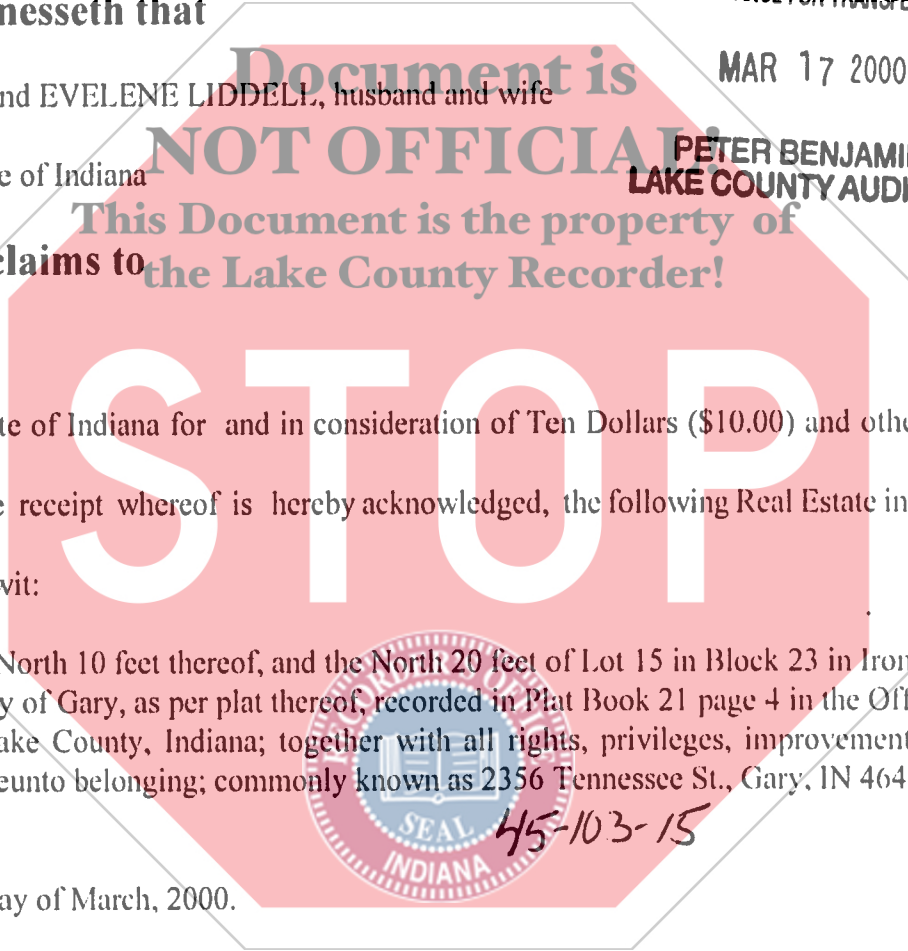 nesseth that
MAR 17 2000
Document is
nd EVELENE LIDDELL, husband and wife
NOT OFFICIAL!
PETER BENJAMI
e of Indiana
LAKE COUNTY AUDI
This Document is the property of
claims to
the Lake County Recorder!
STOP
te of Indiana for and in consideration of Ten Dollars ($10.00) and othe
e receipt whereof is hereby acknowledged, the following Real Estate in
wit:
North 10 feet thereof, and the North 20 feet of Lot 15 in Block 23 in Iron
y of Gary, as per plat thereof, recorded in Plat Book 21 page 4 in the Off
ake County, Indiana; together with all rights, privileges, improvement
eunto belonging; commonly known as 2356 Tennessee St., Gary, IN 464
RECORDER'S OFFICE
SEAL
INDIANA
45-103-15
ay of March, 2000.